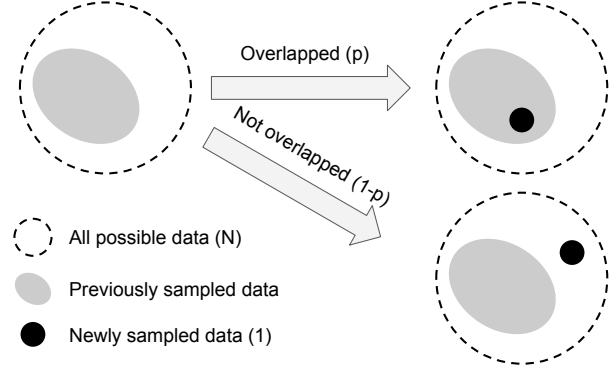 Overlapped (p)
Not overlapped (1-p)
All possible data (N)
Previously sampled data
Newly sampled data (1)